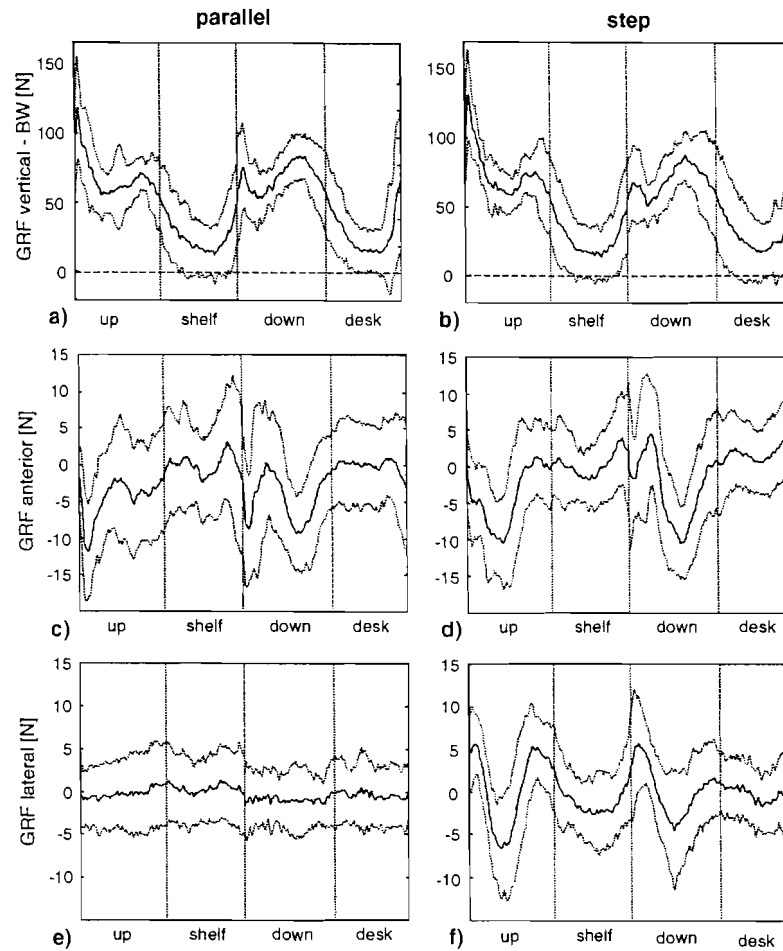 parallel
step
GRF vertical - BW [N]
150
100
50
0
a)
up shelf down desk
150
100
50
0
b)
up shelf down desk
GRF anterior [N]
15
10
5
0
-5
-10
-15
c)
up shelf down desk
15
10
5
0
-5
-10
-15
d)
up shelf down desk
GRF lateral [N]
15
10
5
0
-5
-10
e)
up shelf down desk
15
10
5
0
-5
-10
f)
up shelf down desk